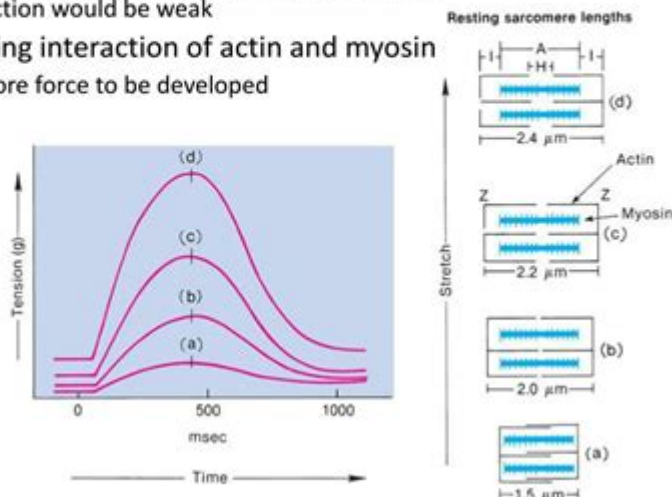 ction would be weak
ing interaction of actin and myosin
ore force to be developed
Resting sarcomere lengths
I A I
H
(d)
2.4 μm
Actin
Z Z
Myosin
(c)
2.2 μm
Stretch
(b)
2.0 μm
(a)
1.5 μm
Tension (g)
(d)
(c)
(b)
(a)
0 500 1000
msec
Time